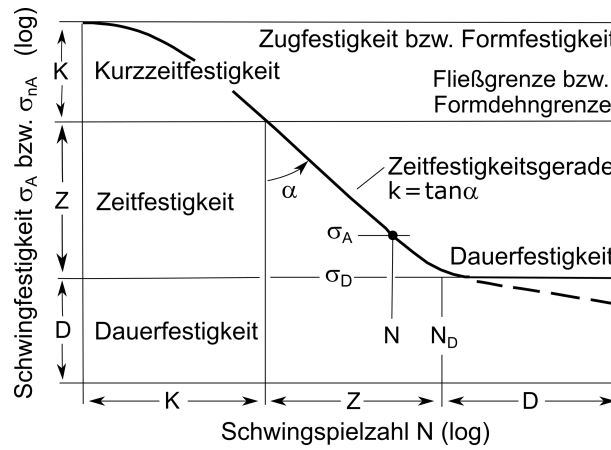 Schwingfestigkeit σA bzw. σnA (log)
K
Z
D
Zugfestigkeit bzw. Formfestigkeit
Kurzzeitfestigkeit
Fließgrenze bzw.
Formdehngrenze
Zeitfestigkeitsgerade
k = tanα
α
Zeitfestigkeit
σA
Dauerfestigkeit
σD
Dauerfestigkeit
N
ND
K
Z
D
Schwingspielzahl N (log)